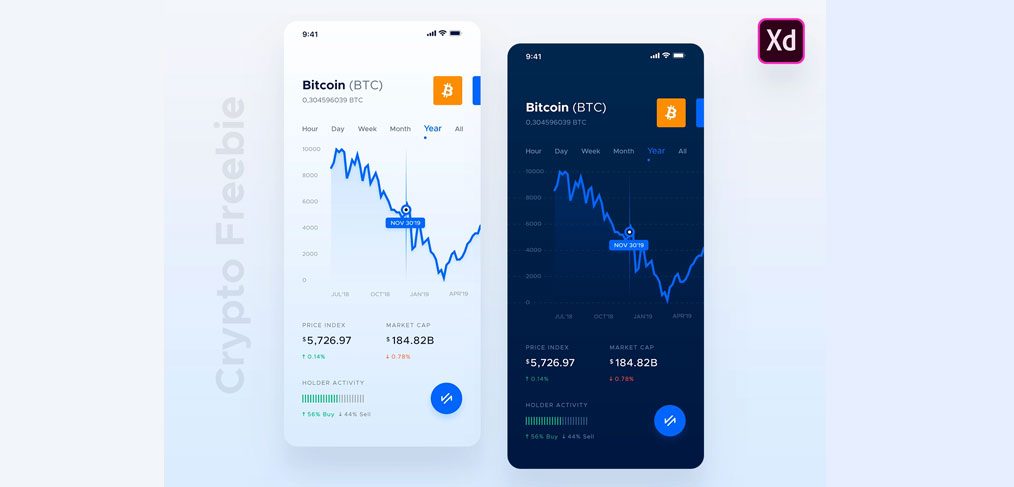 Crypto Freebie
9:41
Bitcoin (BTC)
0,304596039 BTC
Hour Day Week Month Year All
10000
8000
6000
4000
2000
0
NOV 30'19
JUL'18 OCT'18 JAN'19 APR'19
PRICE INDEX MARKET CAP
$5,726.97 $184.82B
↑ 0.14% ↓ 0.78%
HOLDER ACTIVITY
↑ 56% Buy ↓ 44% Sell
9:41
Bitcoin (BTC)
0,304596039 BTC
Hour Day Week Month Year All
10000
8000
6000
4000
2000
0
NOV 30'19
JUL'18 OCT'18 JAN'19 APR'19
PRICE INDEX MARKET CAP
$5,726.97 $184.82B
↑ 0.14% ↓ 0.78%
HOLDER ACTIVITY
↑ 56% Buy ↓ 44% Sell
Xd